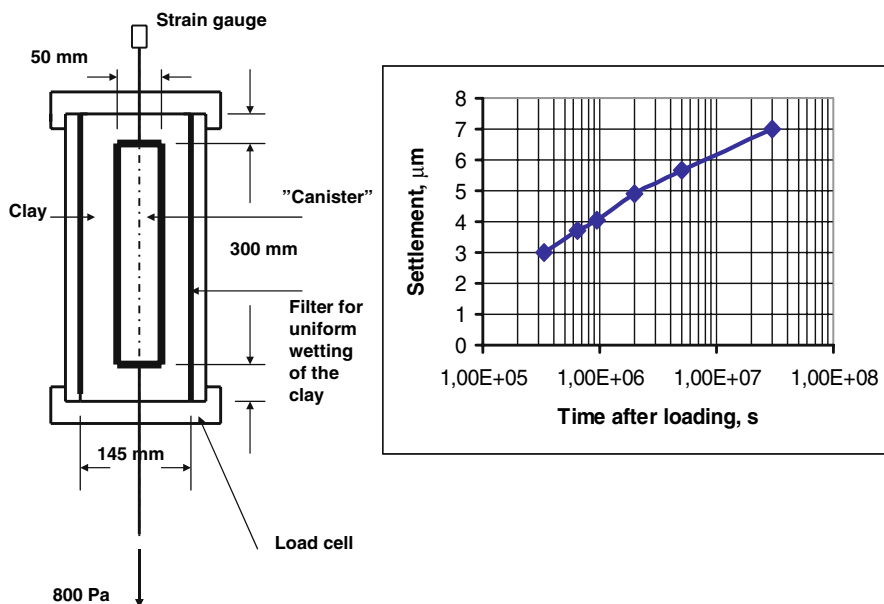 Strain gauge
50 mm
Clay
”Canister”
300 mm
Filter for
uniform
wetting
of the
clay
145 mm
Load cell
800 Pa
8
7
6
5
4
3
2
1
0
Settlement, μm
1,00E+05 1,00E+06 1,00E+07 1,00E+08
Time after loading, s